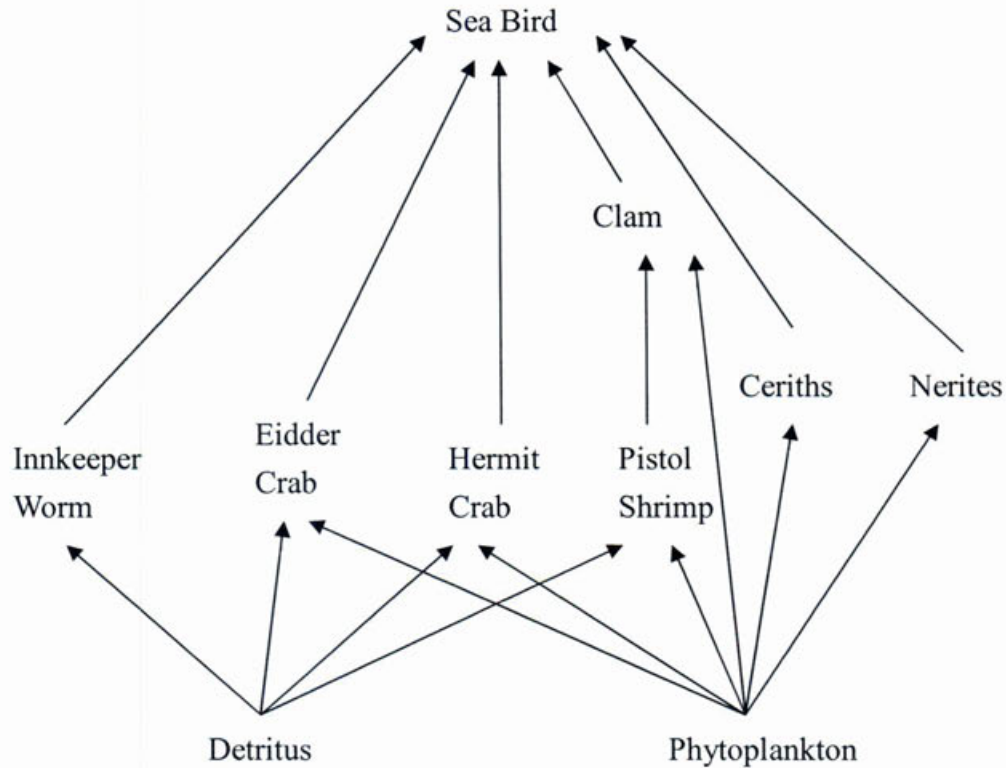 Sea Bird
Clam
Ceriths
Nerites
Eidder
Crab
Innkeeper
Worm
Hermit
Crab
Pistol
Shrimp
Detritus
Phytoplankton